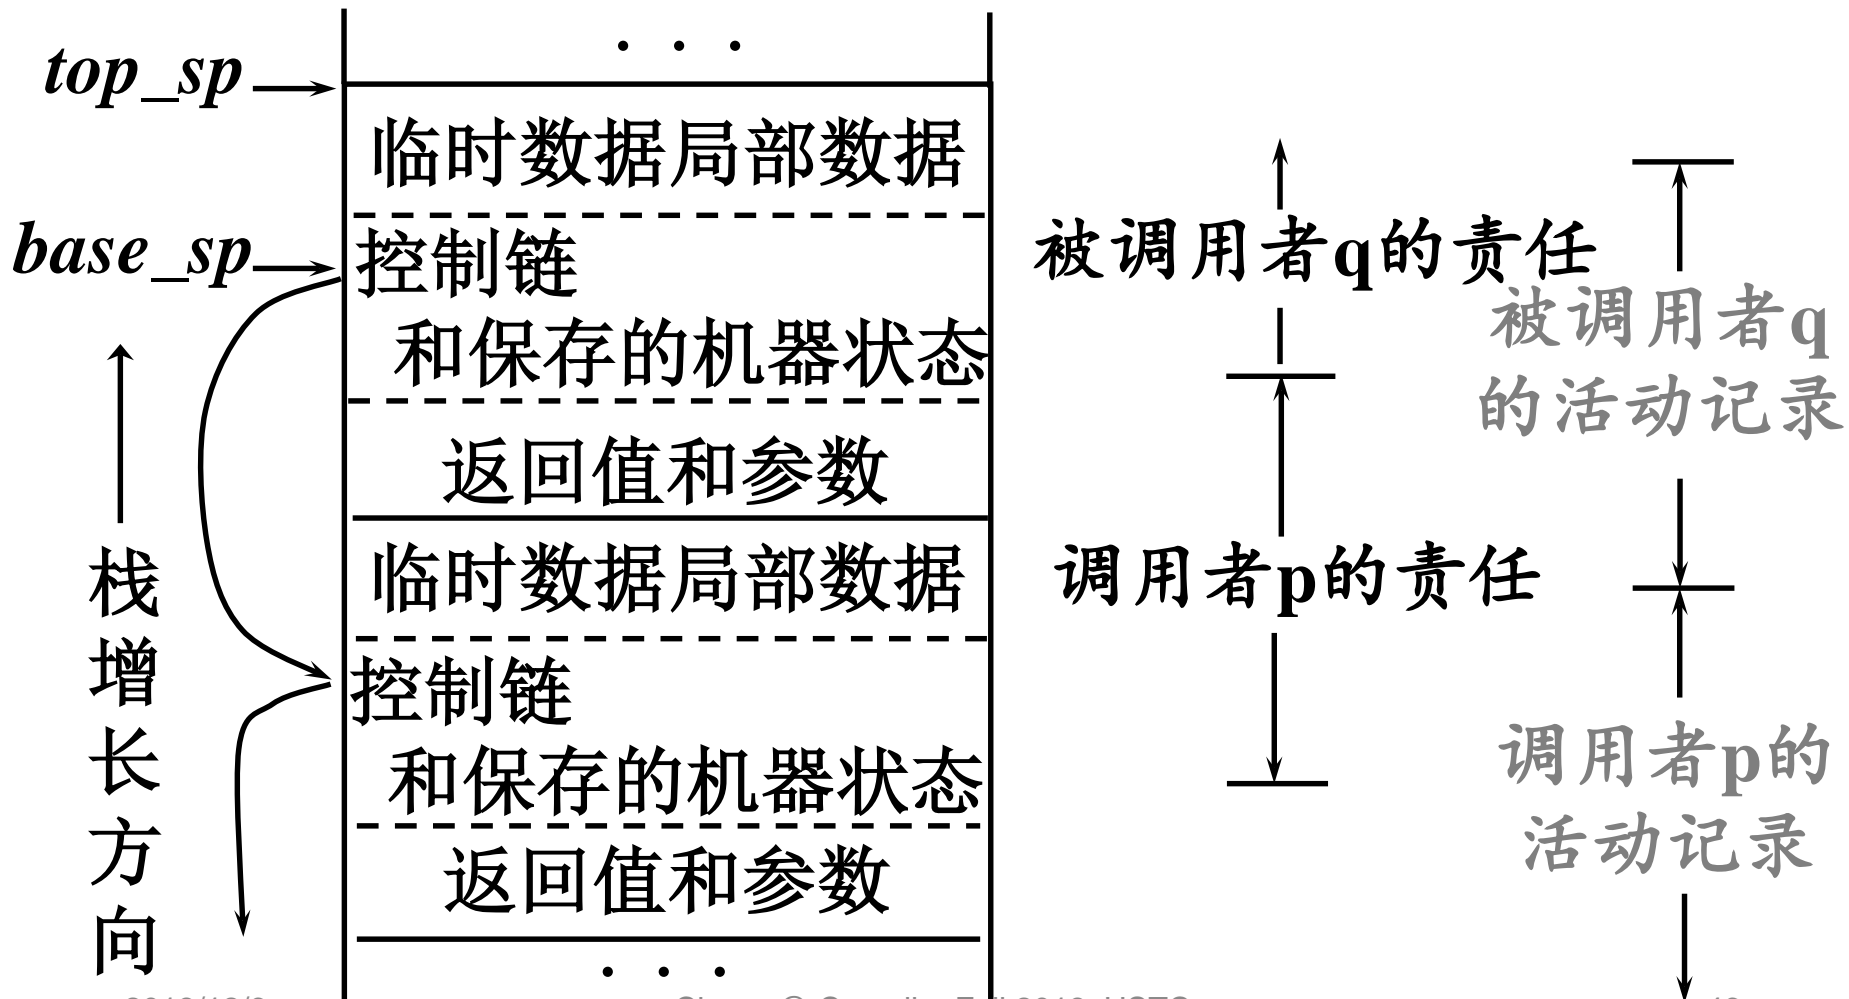 . . .
top_sp
临时数据局部数据
base_sp
控制链
和保存的机器状态
返回值和参数
临时数据局部数据
控制链
和保存的机器状态
返回值和参数
. . .
栈增长方向
被调用者q的责任
调用者p的责任
被调用者q
的活动记录
调用者p的
活动记录